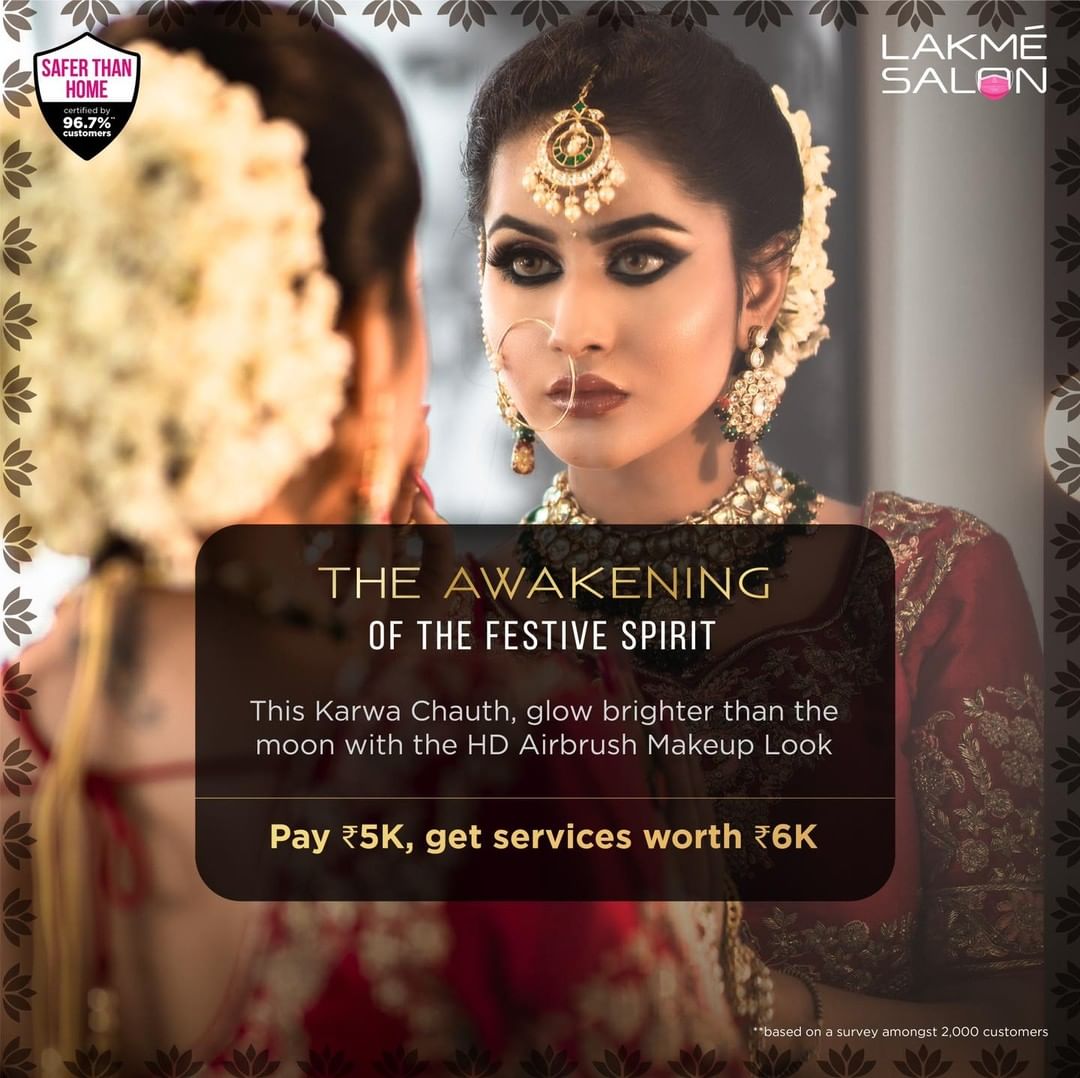 SAFER THAN
HOME
certified by
96.7%**
customers
LAKMÉ
SALON
THE AWAKENING
OF THE FESTIVE SPIRIT
This Karwa Chauth, glow brighter than the
moon with the HD Airbrush Makeup Look
Pay ₹5K, get services worth ₹6K
**based on a survey amongst 2,000 customers